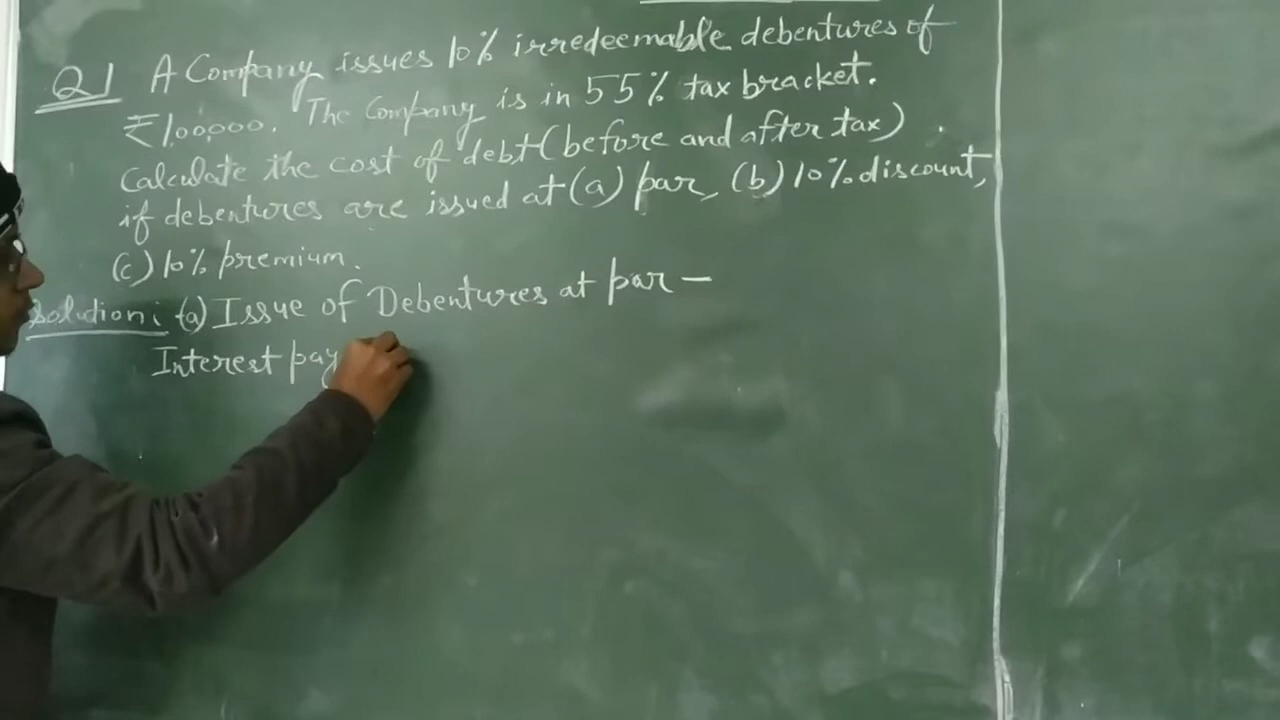 Q1 A Company issues 10% irredeemable debentures of
₹1,00,000. The Company is in 55% tax bracket.
Calculate the cost of debt (before and after tax)
if debentures are issued at (a) par, (b) 10% discount,
(c) 10% premium.
Solution: (a) Issue of Debentures at par –
Interest pay